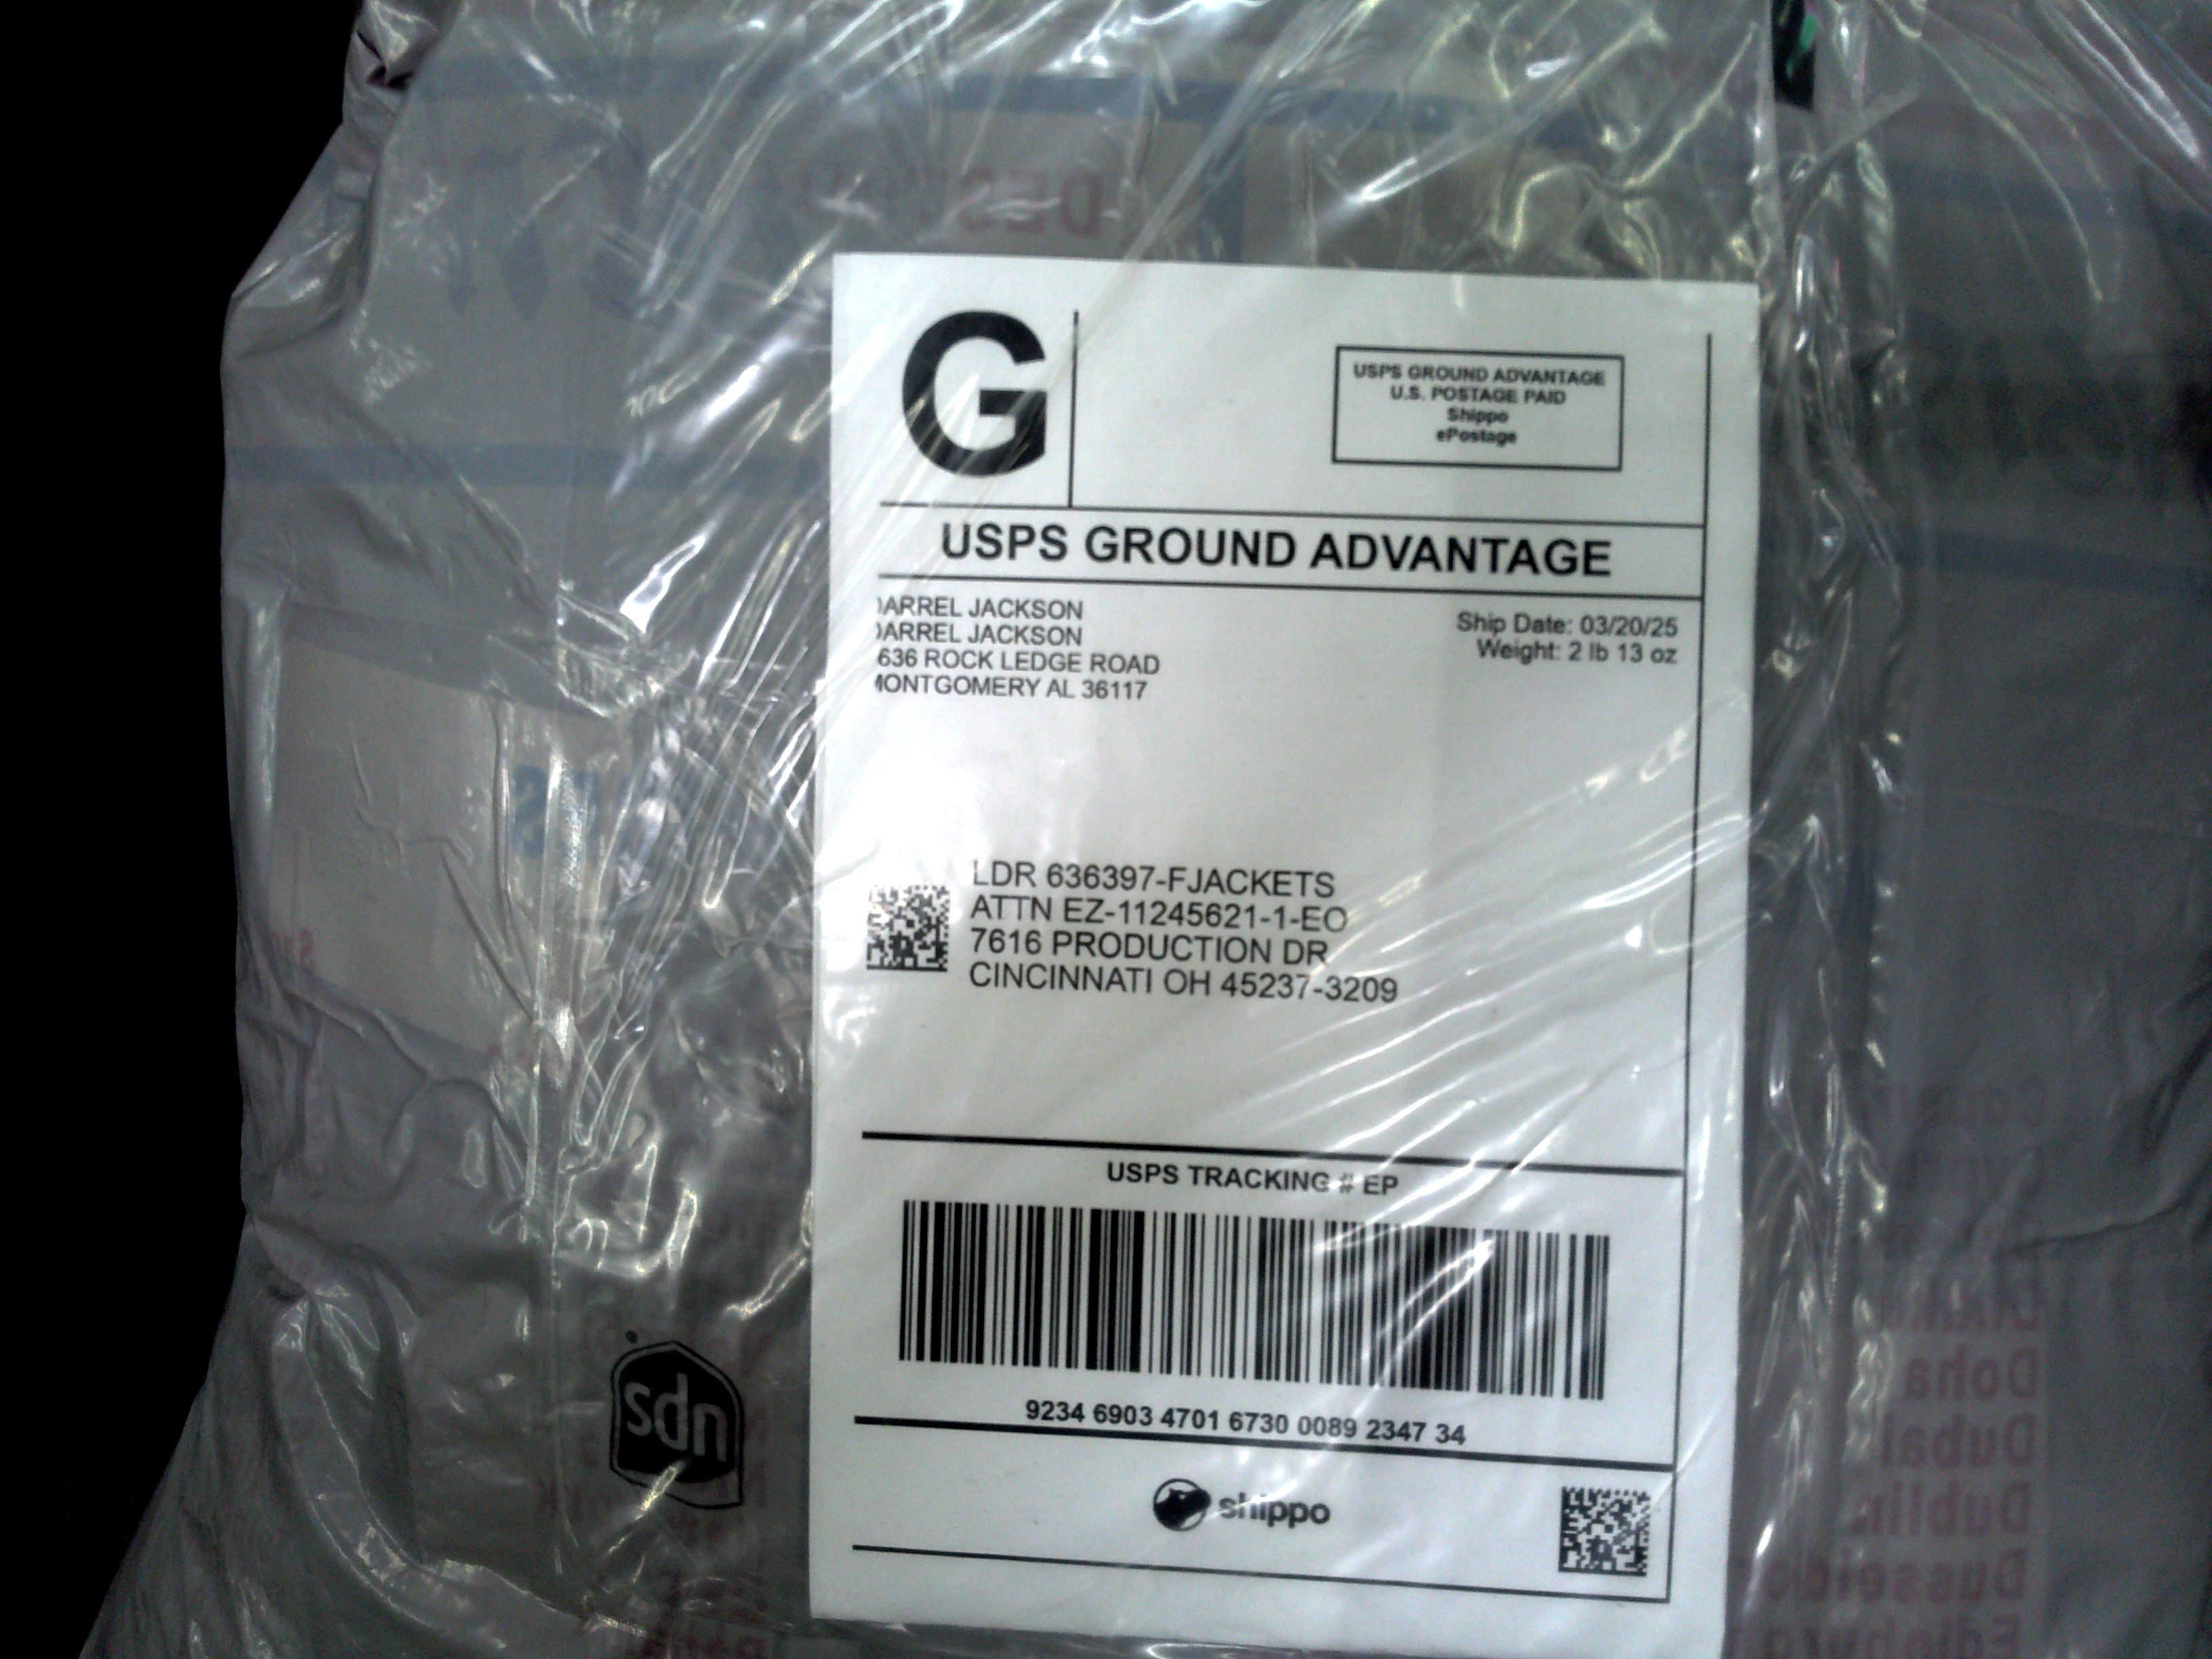 G
USPS GROUND ADVANTAGE
U.S. POSTAGE PAID
Shippo
ePostage
USPS GROUND ADVANTAGE
ARREL JACKSON
ARREL JACKSON
636 ROCK LEDGE ROAD
MONTGOMERY AL 36117
Ship Date: 03/20/25
Weight: 2 lb 13 oz
LDR 636397-FJACKETS
ATTN EZ-11245621-1-EO
7616 PRODUCTION DR
CINCINNATI OH 45237-3209
USPS TRACKING # EP
9234 6903 4701 6730 0089 2347 34
shippo
ups
Doha
Dubai
Dublin